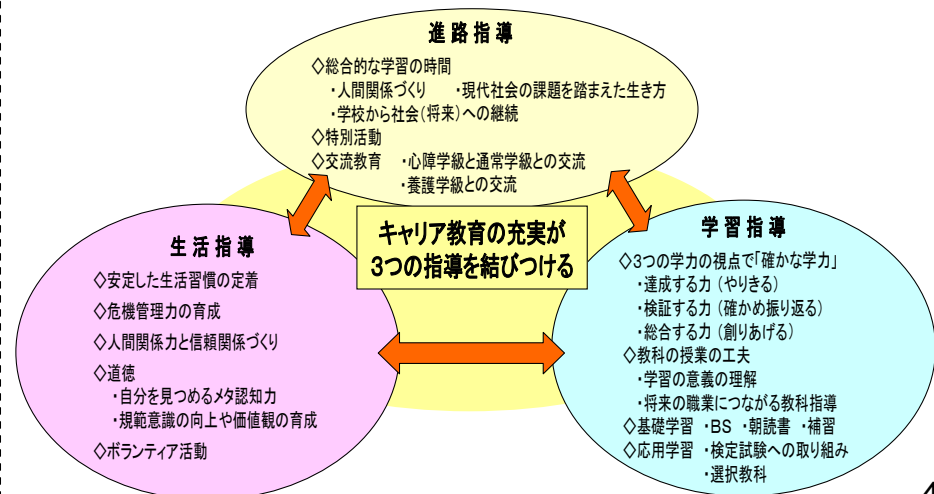 進路指導
◇総合的な学習の時間
・人間関係づくり ・現代社会の課題を踏まえた生き方
・学校から社会(将来)への継続
◇特別活動
◇交流教育 ・心障学級と通常学級との交流
・養護学級との交流
キャリア教育の充実が
3つの指導を結びつける
生活指導
◇安定した生活習慣の定着
◇危機管理力の育成
◇人間関係力と信頼関係づくり
◇道徳
・自分を見つめるメタ認知力
・規範意識の向上や価値観の育成
◇ボランティア活動
学習指導
◇3つの学力の視点で「確かな学力」
・達成する力 (やりきる)
・検証する力 (確かめ振り返る)
・総合する力 (創りあげる)
◇教科の授業の工夫
・学習の意義の理解
・将来の職業につながる教科指導
◇基礎学習 ・BS ・朝読書 ・補習
◇応用学習 ・検定試験への取り組み
・選択教科